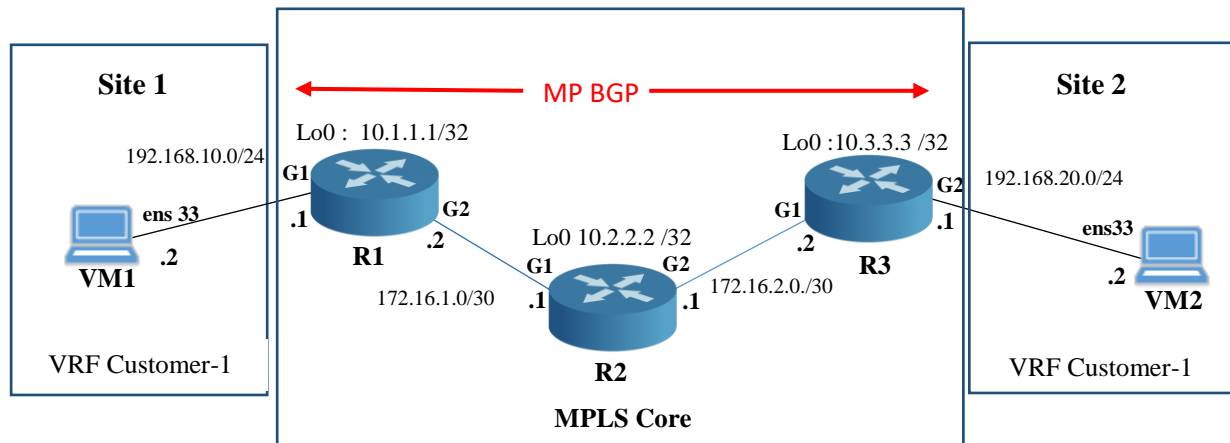 Site 1
MP BGP
Site 2
Lo0 : 10.1.1.1/32
Lo0 :10.3.3.3 /32
192.168.10.0/24
G1
G2
192.168.20.0/24
ens 33
.1
G2
G1
.1
ens33
.2
.2
Lo0 10.2.2.2 /32
.2
.2
VM1
R1
G1
G2
R3
VM2
172.16.1.0/30
.1
.1
172.16.2.0./30
VRF Customer-1
R2
VRF Customer-1
MPLS Core